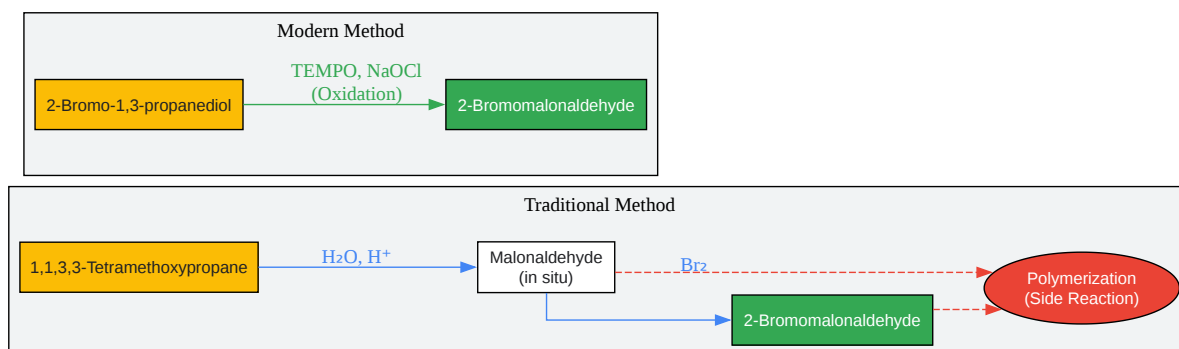 Modern Method
TEMPO, NaOCl
(Oxidation)
2-Bromo-1,3-propanediol
2-Bromomalonaldehyde
Traditional Method
1,1,3,3-Tetramethoxypropane
H₂O, H⁺
Malonaldehyde
(in situ)
Br₂
Polymerization
(Side Reaction)
2-Bromomalonaldehyde